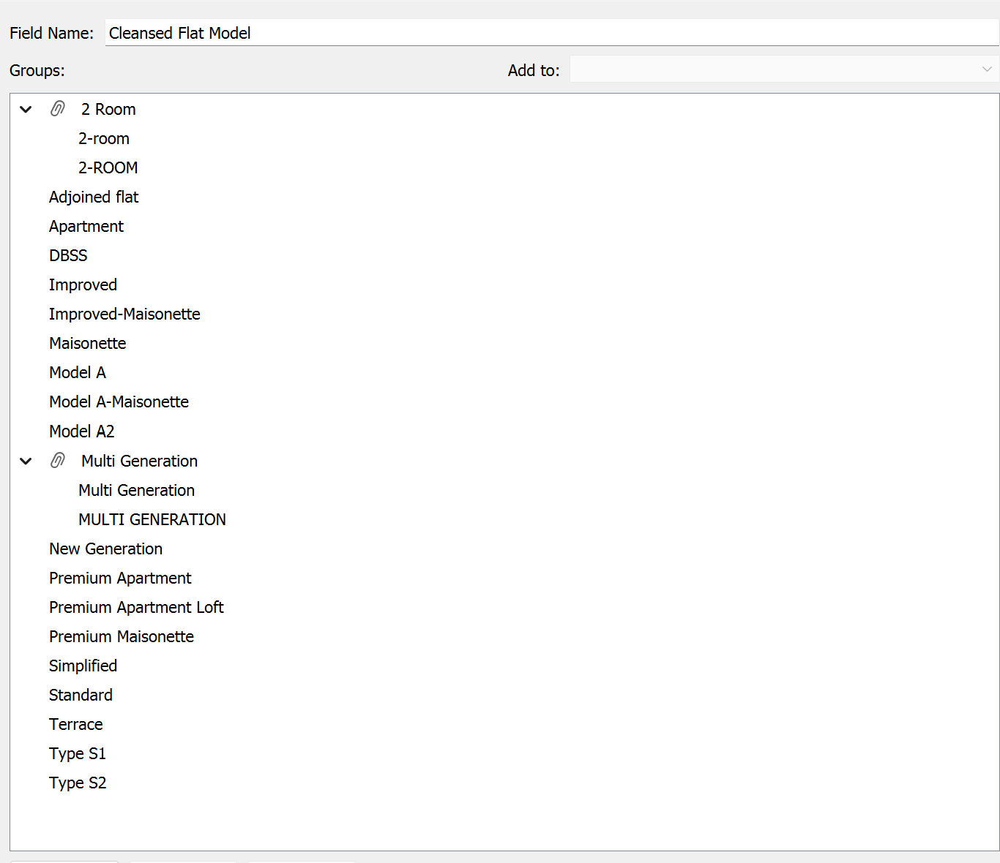 Field Name: Cleansed Flat Model
Groups: Add to:
2 Room
2-room
2-ROOM
Adjoined flat
Apartment
DBSS
Improved
Improved-Maisonette
Maisonette
Model A
Model A-Maisonette
Model A2
Multi Generation
Multi Generation
MULTI GENERATION
New Generation
Premium Apartment
Premium Apartment Loft
Premium Maisonette
Simplified
Standard
Terrace
Type S1
Type S2